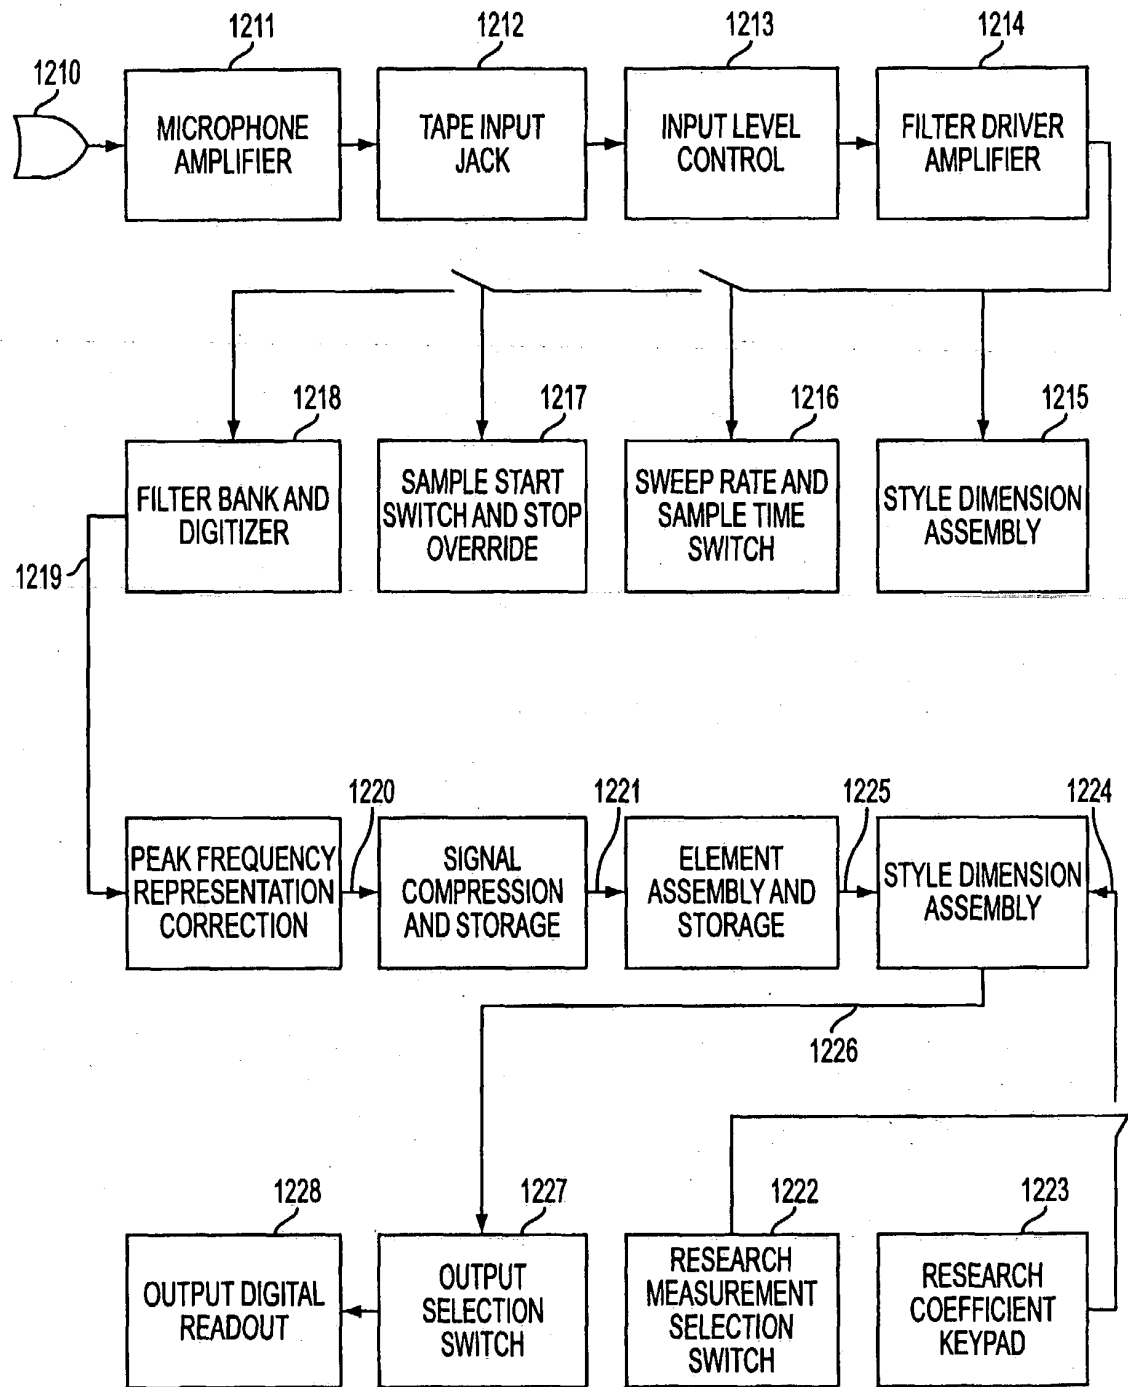 1210
1211
MICROPHONE
AMPLIFIER
1212
TAPE INPUT
JACK
1213
INPUT LEVEL
CONTROL
1214
FILTER DRIVER
AMPLIFIER
1218
FILTER BANK AND
DIGITIZER
1217
SAMPLE START
SWITCH AND STOP
OVERRIDE
1216
SWEEP RATE AND
SAMPLE TIME
SWITCH
1215
STYLE DIMENSION
ASSEMBLY
1219
PEAK FREQUENCY
REPRESENTATION
CORRECTION
1220
SIGNAL
COMPRESSION
AND STORAGE
1221
ELEMENT
ASSEMBLY AND
STORAGE
1225
STYLE DIMENSION
ASSEMBLY
1224
1226
1228
OUTPUT DIGITAL
READOUT
1227
OUTPUT
SELECTION
SWITCH
1222
RESEARCH
MEASUREMENT
SELECTION
SWITCH
1223
RESEARCH
COEFFICIENT
KEYPAD